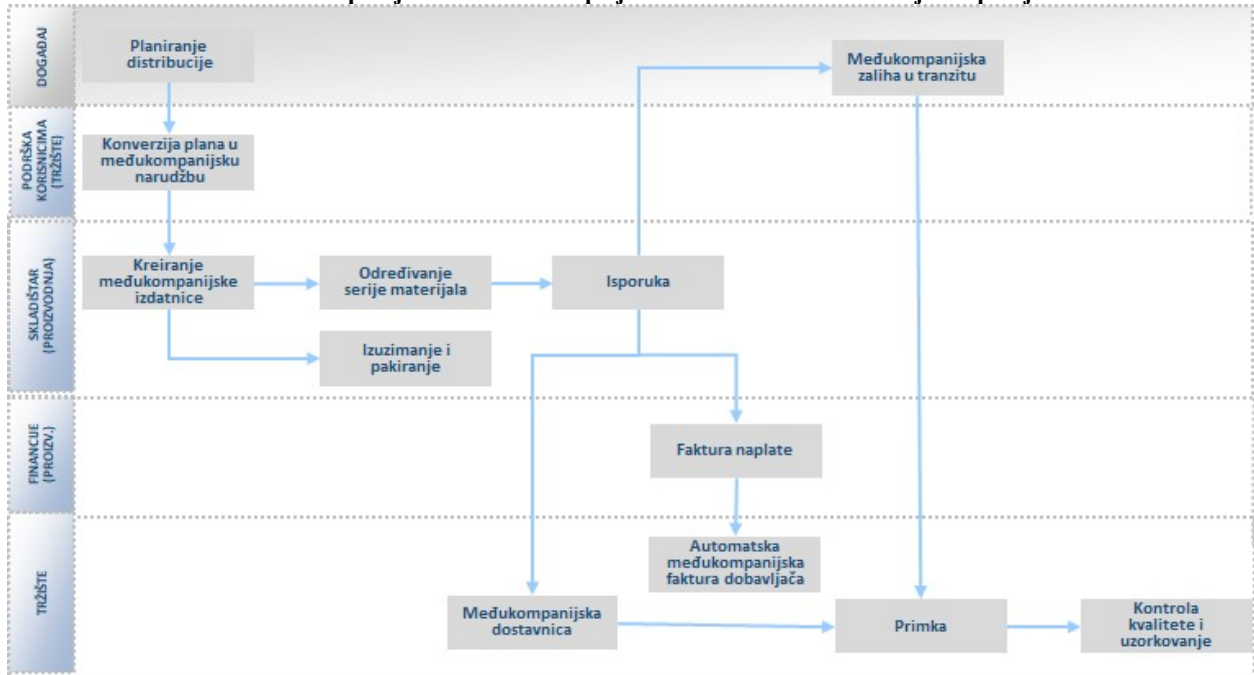 DOGAĐAJ
Planiranje
distribucije
Međukompanijska
zaliha u tranzitu
PODRŠKA
KORISNICIMA
(TRŽIŠTE)
Konverzija plana u
međukompanijsku
narudžbu
SKLADIŠTAR
(PROIZVODNJA)
Kreiranje
međukompanijske
izdatnice
Određivanje
serije materijala
Isporuka
Izuzimanje i
pakiranje
FINANCIJE
(PROIZV.)
Faktura naplate
TRŽIŠTE
Automatska
međukompanijska
faktura dobavljača
Međukompanijska
dostavnica
Primka
Kontrola
kvalitete i
uzorkovanje